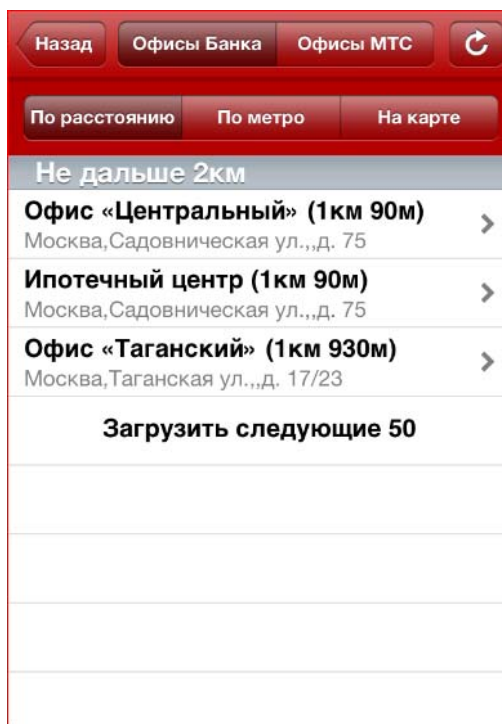 Назад Офисы Банка Офисы МТС
По расстоянию По метро На карте
Не дальше 2км
Офис «Центральный» (1км 90м)
Москва,Садовническая ул.,,д. 75
Ипотечный центр (1км 90м)
Москва,Садовническая ул.,,д. 75
Офис «Таганский» (1км 930м)
Москва,Таганская ул.,,д. 17/23
Загрузить следующие 50